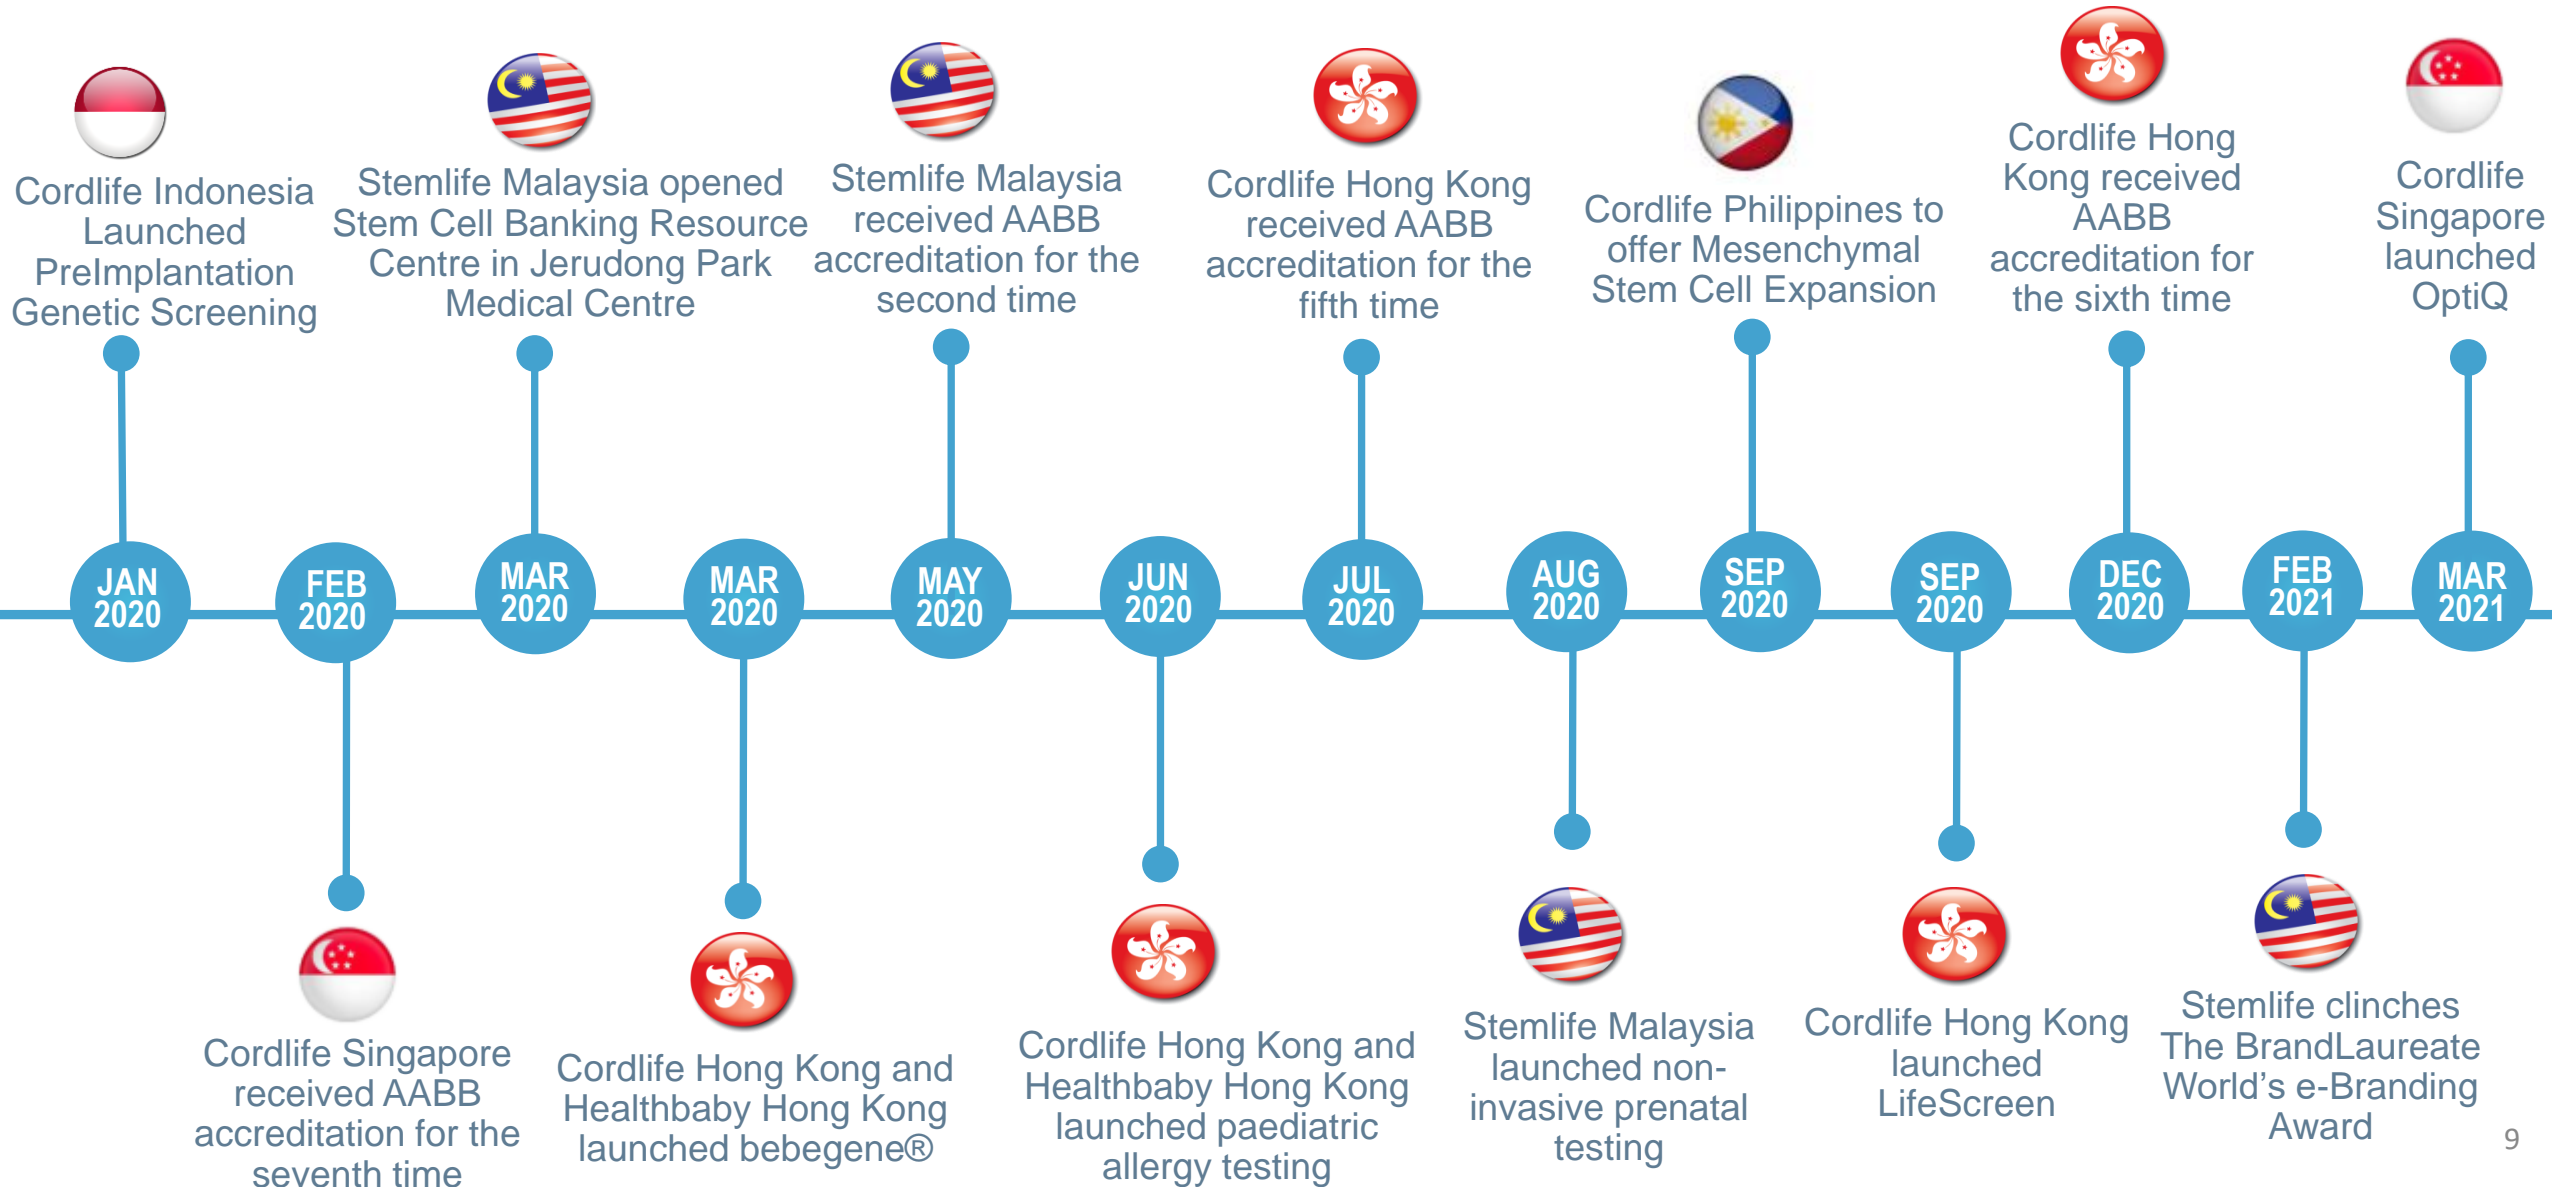 Cordlife Indonesia
Launched
PreImplantation
Genetic Screening
Stemlife Malaysia opened
Stem Cell Banking Resource
Centre in Jerudong Park
Medical Centre
Stemlife Malaysia
received AABB
accreditation for the
second time
Cordlife Hong Kong
received AABB
accreditation for the
fifth time
Cordlife Philippines to
offer Mesenchymal
Stem Cell Expansion
Cordlife Hong
Kong received
AABB
accreditation for
the sixth time
Cordlife
Singapore
launched
OptiQ
JAN
2020
FEB
2020
MAR
2020
MAR
2020
MAY
2020
JUN
2020
JUL
2020
AUG
2020
SEP
2020
SEP
2020
DEC
2020
FEB
2021
MAR
2021
Cordlife Singapore
received AABB
accreditation for the
seventh time
Cordlife Hong Kong and
Healthbaby Hong Kong
launched bebegene®
Cordlife Hong Kong and
Healthbaby Hong Kong
launched paediatric
allergy testing
Stemlife Malaysia
launched non-
invasive prenatal
testing
Cordlife Hong Kong
launched
LifeScreen
Stemlife clinches
The BrandLaureate
World’s e-Branding
Award
9